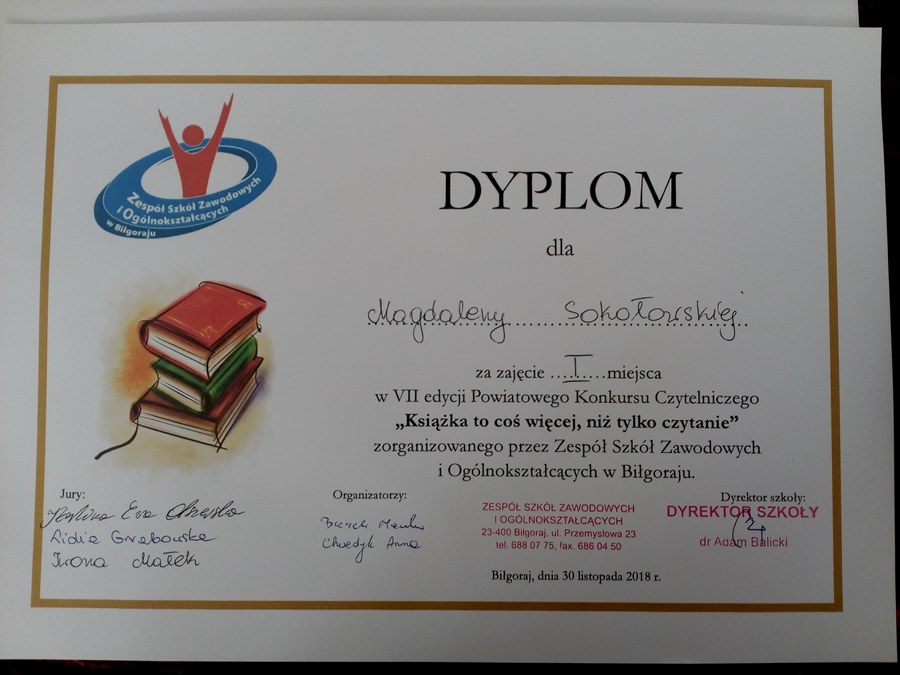 Zespół Szkół Zawodowych
i Ogólnokształcących
w Biłgoraju
DYPLOM
dla
Magdaleny Sokołowskiej
za zajęcie .....I.....miejsca
w VII edycji Powiatowego Konkursu Czytelniczego
„Książka to coś więcej, niż tylko czytanie”
zorganizowanego przez Zespół Szkół Zawodowych
i Ogólnokształcących w Biłgoraju.
Jury:
Ewa
Lidia Grabowska
Iwona Małek
Organizatorzy:
Chwedyk Anna
ZESPÓŁ SZKÓŁ ZAWODOWYCH
I OGÓLNOKSZTAŁCĄCYCH
23-400 Biłgoraj, ul. Przemysłowa 23
tel. 688 07 75, fax. 686 04 50
Dyrektor szkoły:
DYREKTOR SZKOŁY
dr Adam Balicki
Biłgoraj, dnia 30 listopada 2018 r.